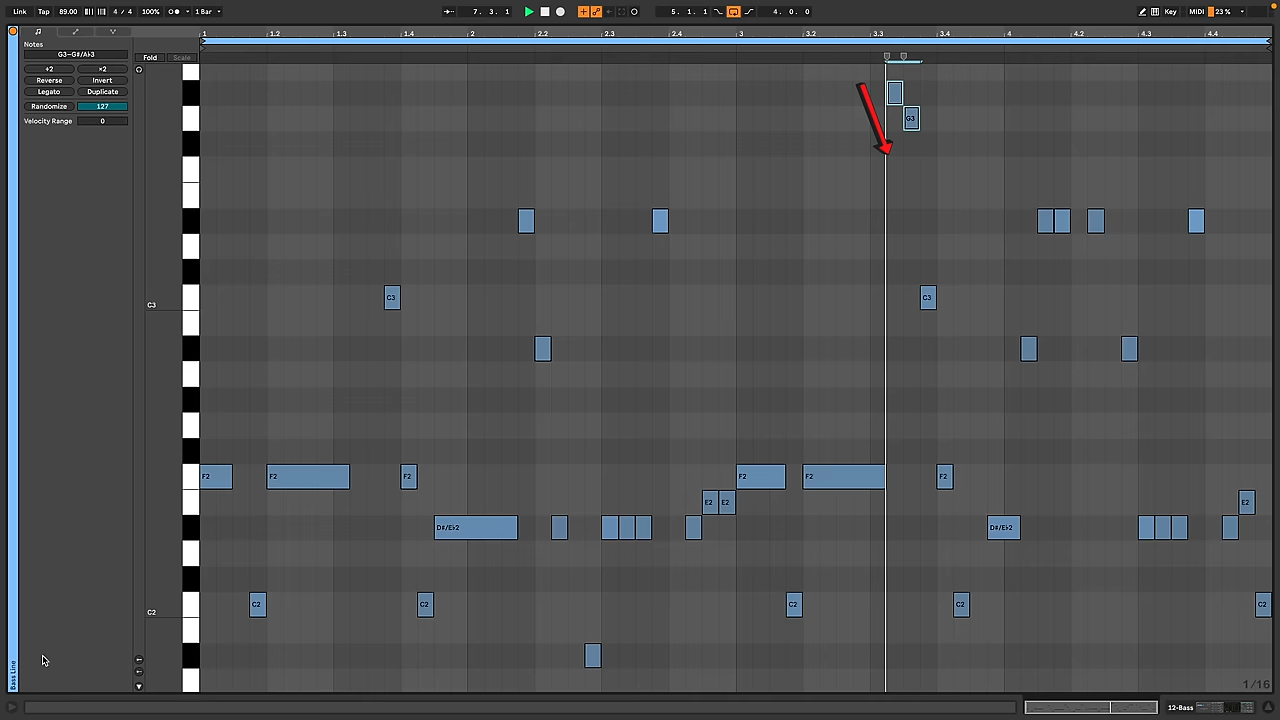 Link Tap 89.00 4 / 4 100% 1 Bar 7. 3. 1 5. 1. 1 4. 0. 0 Key MIDI 23 %
Notes
G3-G#/A♭3
÷2 ×2
Reverse Invert
Legato Duplicate
Randomize 127
Velocity Range 0
Fold Scale
1 1.2 1.3 1.4 2 2.2 2.3 2.4 3 3.2 3.3 3.4 4 4.2 4.3 4.4
G3
C3
C3
C3
F2 F2 F2 F2 F2 F2
E2 E2 E2
D#/E♭2 D#/E♭2
C2
C2 C2 C2 C2 C2
1/16
Bass Line
12-Bass